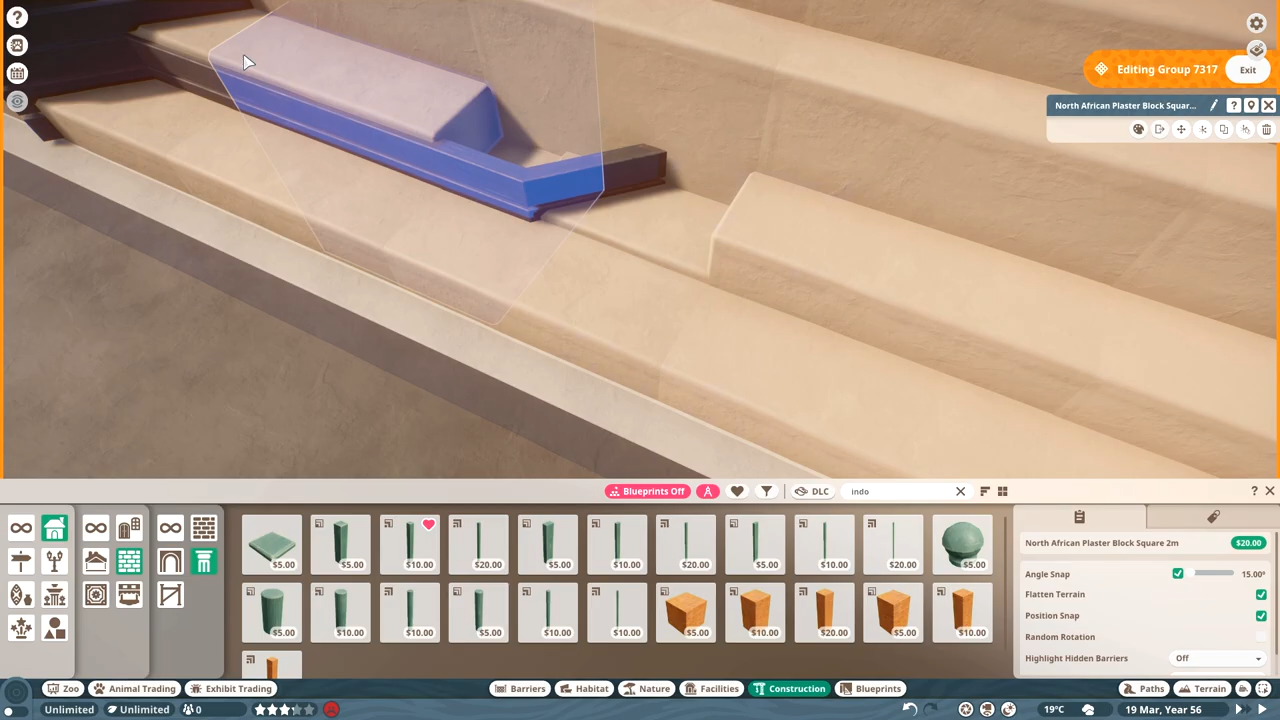 ?
Editing Group 7317
Exit
North African Plaster Block Squar...
?
Blueprints Off
DLC
indo
?
$5.00
$5.00
$10.00
$20.00
$5.00
$10.00
$20.00
$5.00
$10.00
$20.00
$5.00
$5.00
$10.00
$10.00
$5.00
$10.00
$10.00
$5.00
$10.00
$20.00
$5.00
$10.00
North African Plaster Block Square 2m
$20.00
Angle Snap
15.00°
Flatten Terrain
Position Snap
Random Rotation
Highlight Hidden Barriers
Off
Zoo
Animal Trading
Exhibit Trading
Barriers
Habitat
Nature
Facilities
Construction
Blueprints
Paths
Terrain
Unlimited
Unlimited
0
19°C
19 Mar, Year 56